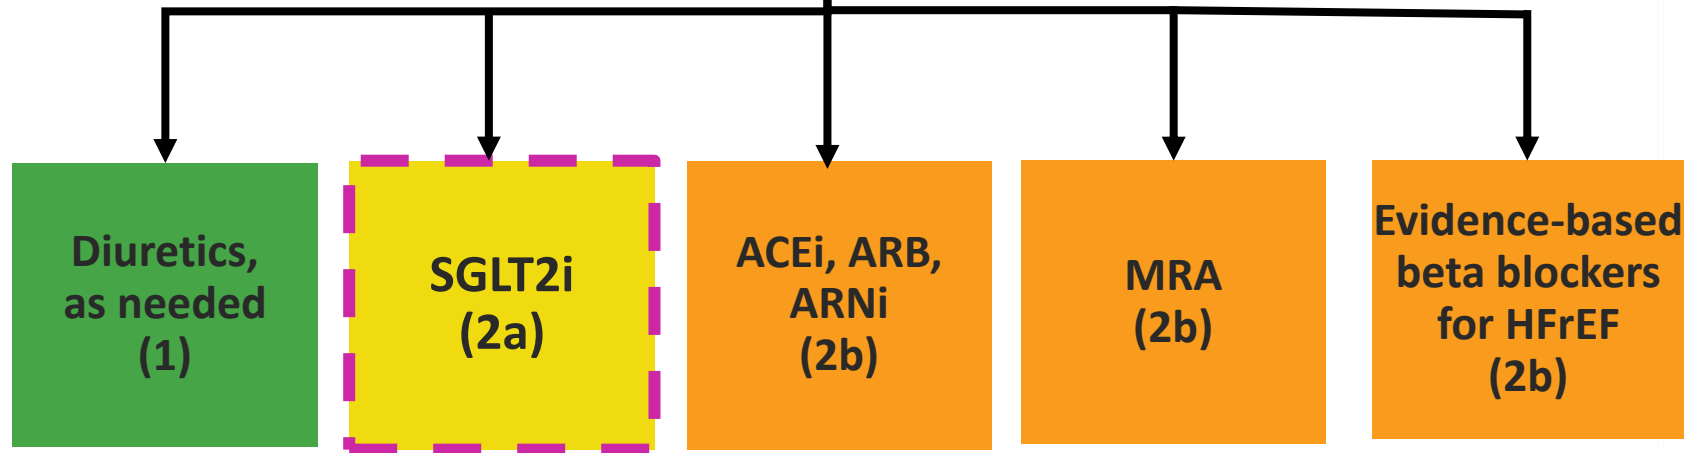 Diuretics,
as needed
(1)
SGLT2i
(2a)
ACEi, ARB,
ARNi
(2b)
MRA
(2b)
Evidence-based
beta blockers
for HFrEF
(2b)